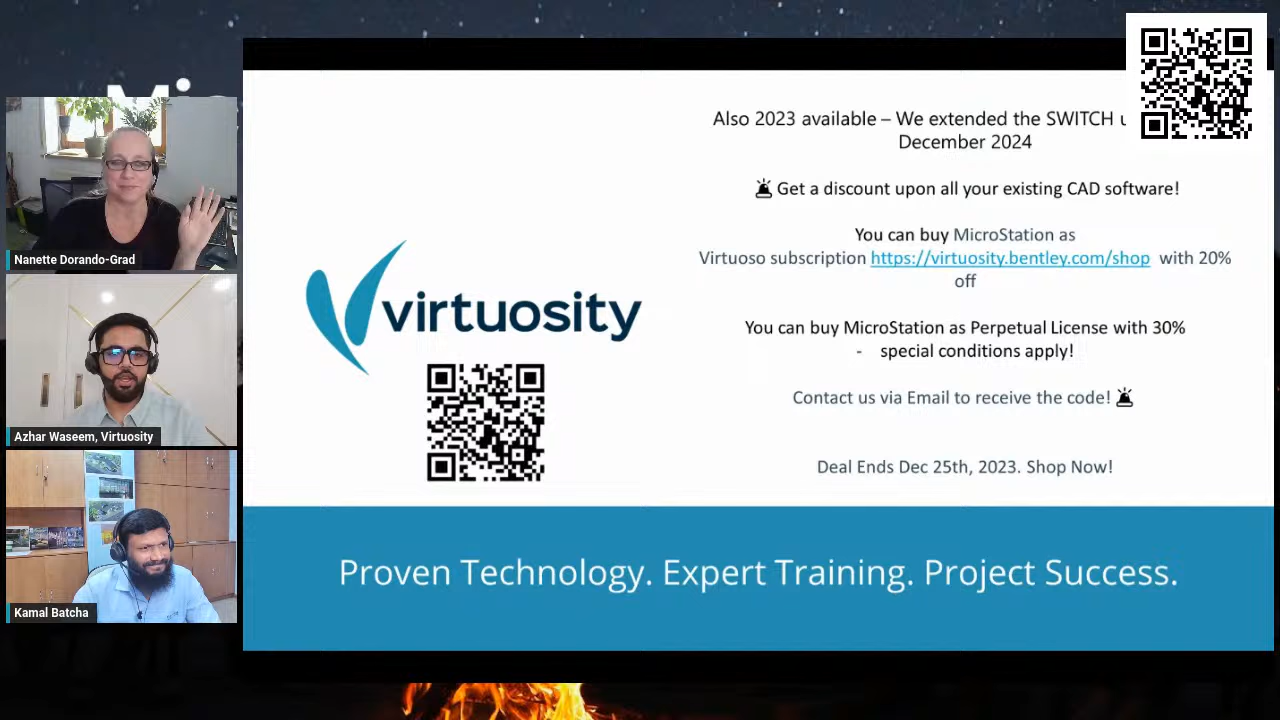 Mic
Nanette Dorando-Grad
Azhar Waseem, Virtuosity
Kamal Batcha
virtuosity
Also 2023 available – We extended the SWITCH
December 2024
Get a discount upon all your existing CAD software!
You can buy MicroStation as
Virtuoso subscription https://virtuosity.bentley.com/shop with 20%
off
You can buy MicroStation as Perpetual License with 30%
- special conditions apply!
Contact us via Email to receive the code!
Deal Ends Dec 25th, 2023. Shop Now!
Proven Technology. Expert Training. Project Success.